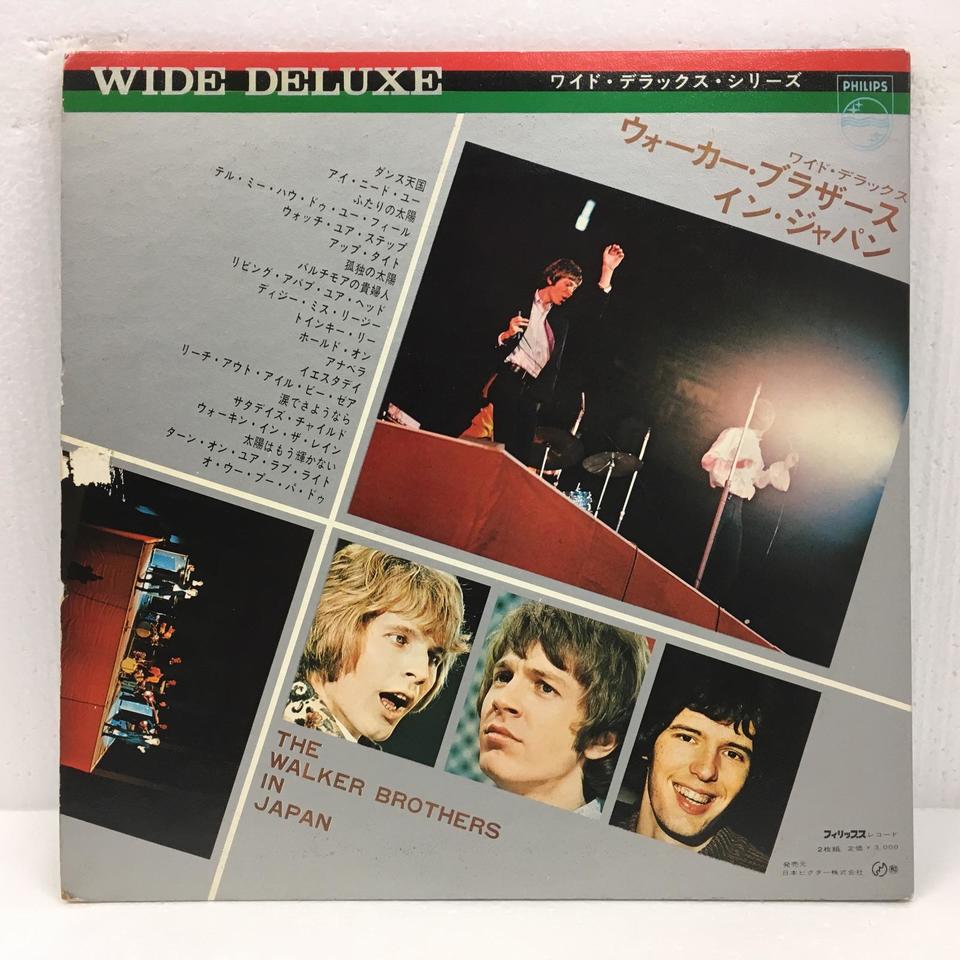 WIDE DELUXE
ワイド・デラックス・シリーズ
PHILIPS
ワイド・デラックス
ウォーカー・ブラザース
イン・ジャパン
ダンス天国
アイ・ニード・ユー
ふたりの太陽
テル・ミー・ハウ・ドゥ・ユー・フィール
ウォッチ・ユア・ステップ
アップ・タイト
孤独の太陽
バルチモアの貴婦人
リビング・アバブ・ユア・ヘッド
ディジー・ミス・リージー
トインキー・リー
ホールド・オン
アナベラ
イエスタデイ
リーチ・アウト・アイル・ビー・ゼア
涙でさようなら
サタデイズ・チャイルド
ウォーキン・イン・ザ・レイン
太陽はもう輝かない
ターン・オン・ユア・ラブ・ライト
オ・ウー・プー・パ・ドゥ
THE
WALKER BROTHERS
IN
JAPAN
フィリップスレコード
2枚組 定価¥3,000
発売元
日本ビクター株式会社